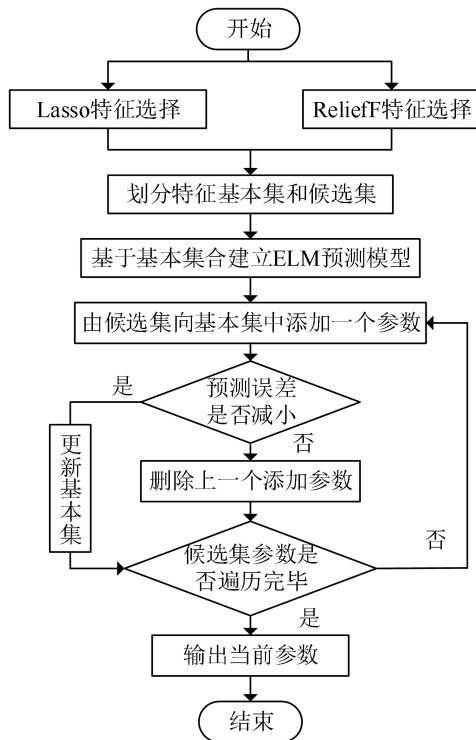 开始
Lasso特征选择
ReliefF特征选择
划分特征基本集和候选集
基于基本集合建立ELM预测模型
由候选集向基本集中添加一个参数
是
预测误差
是否减小
否
更新基本集
删除上一个添加参数
候选集参数是
否遍历完毕
否
是
输出当前参数
结束